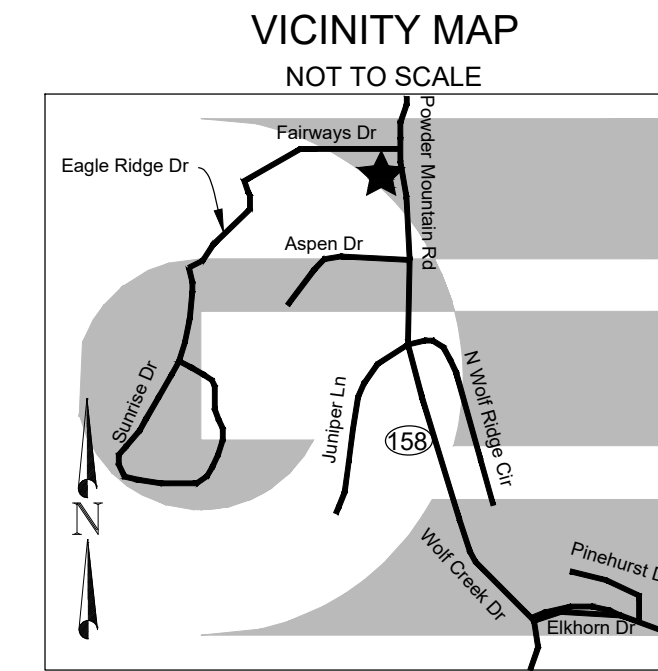 VICINITY MAP
NOT TO SCALE
Fairways Dr
Powder Mountain Rd
Eagle Ridge Dr
Aspen Dr
Sunrise Dr
Juniper Ln
N Wolf Ridge Cir
158
N
Wolf Creek Dr
Pinehurst D
Elkhorn Dr